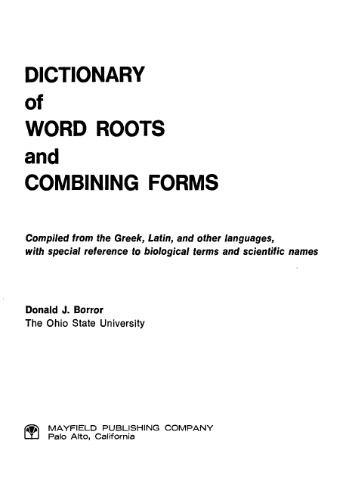 DICTIONARY
of
WORD ROOTS
and
COMBINING FORMS
Compiled from the Greek, Latin, and other languages,
with special reference to biological terms and scientific names
Donald J. Borror
The Ohio State University
MAYFIELD PUBLISHING COMPANY
Palo Alto, California